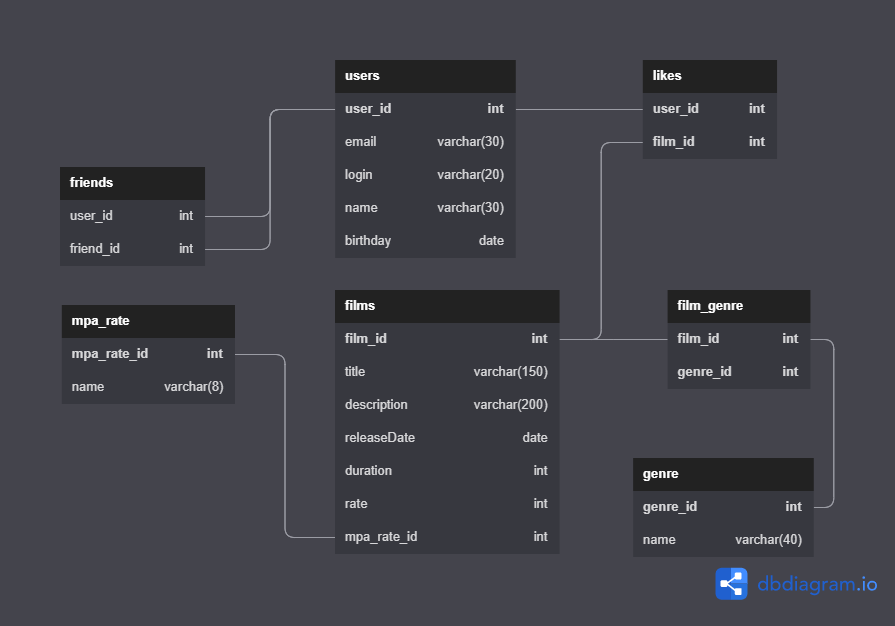 users
user_id int
email varchar(30)
login varchar(20)
name varchar(30)
birthday date
likes
user_id int
film_id int
friends
user_id int
friend_id int
mpa_rate
mpa_rate_id int
name varchar(8)
films
film_id int
title varchar(150)
description varchar(200)
releaseDate date
duration int
rate int
mpa_rate_id int
film_genre
film_id int
genre_id int
genre
genre_id int
name varchar(40)
dbdiagram.io